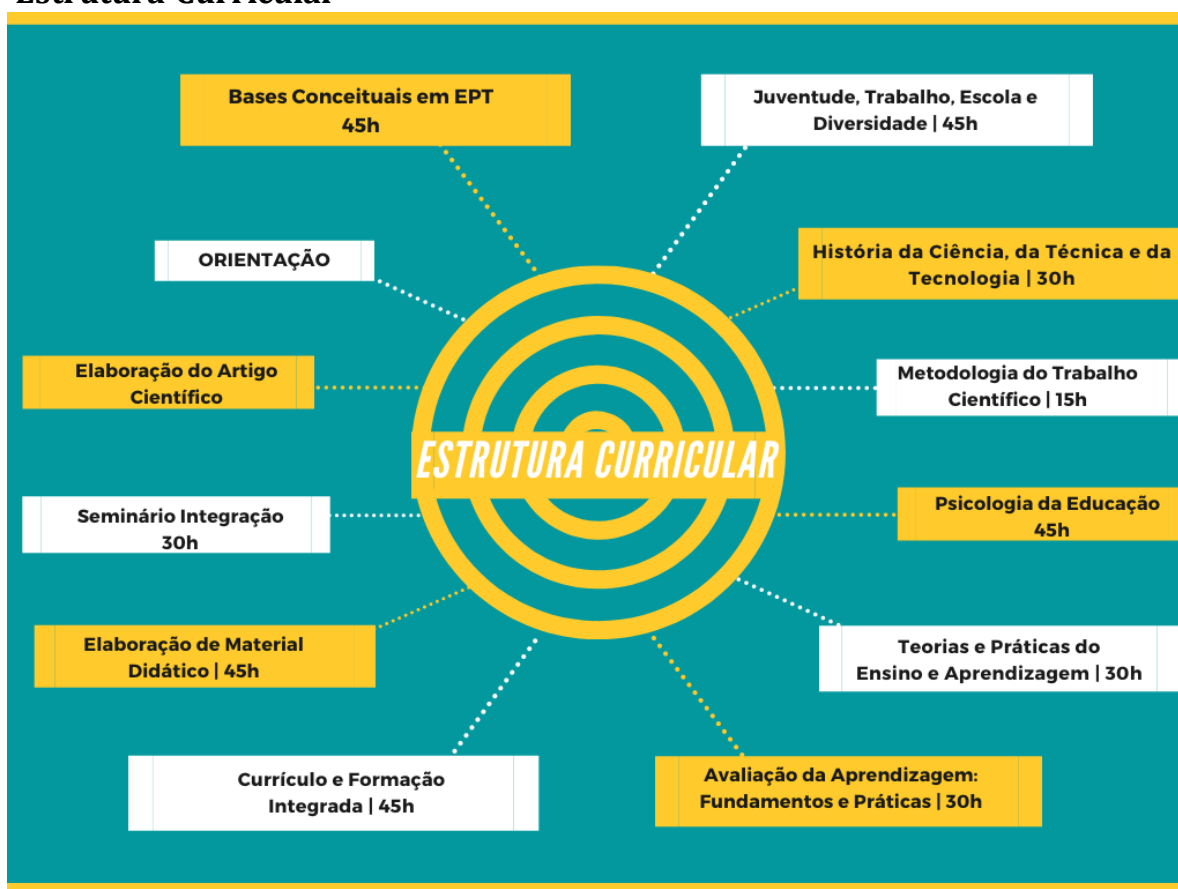 Estrutura Curricular
Bases Conceituais em EPT
45h
Juventude, Trabalho, Escola e
Diversidade | 45h
ORIENTAÇÃO
História da Ciência, da Técnica e da
Tecnologia | 30h
Elaboração do Artigo
Científico
Metodologia do Trabalho
Científico | 15h
ESTRUTURA CURRICULAR
Seminário Integração
30h
Psicologia da Educação
45h
Elaboração de Material
Didático | 45h
Teorias e Práticas do
Ensino e Aprendizagem | 30h
Currículo e Formação
Integrada | 45h
Avaliação da Aprendizagem:
Fundamentos e Práticas | 30h